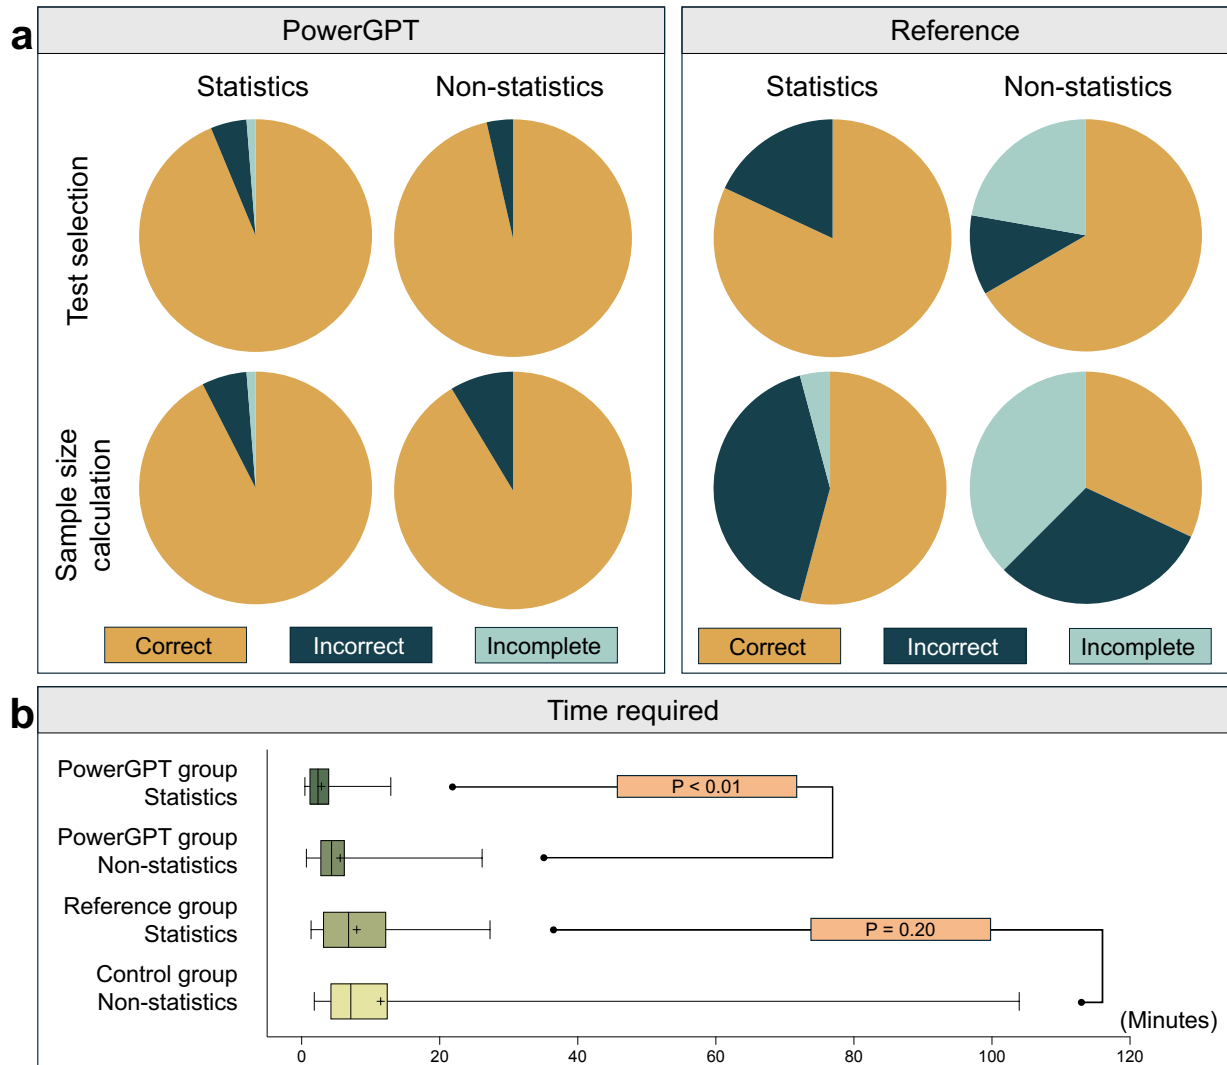 a
PowerGPT
Reference
Statistics
Non-statistics
Statistics
Non-statistics
Test selection
Sample size
calculation
Correct
Incorrect
Incomplete
Correct
Incorrect
Incomplete
b
Time required
PowerGPT group
Statistics
P < 0.01
PowerGPT group
Non-statistics
Reference group
Statistics
P = 0.20
Control group
Non-statistics
(Minutes)
0
20
40
60
80
100
120